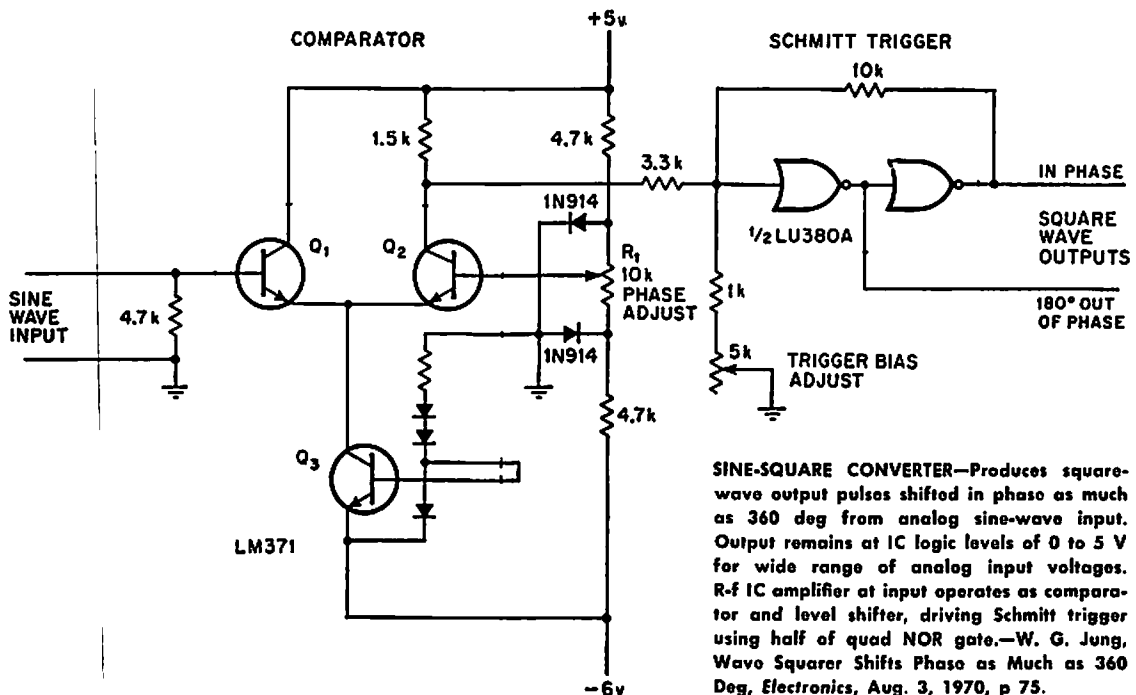 +5v
COMPARATOR
SCHMITT TRIGGER
10k
1.5k
4.7k
3.3k
1N914
IN PHASE
Q1
Q2
1/2 LU380A
SQUARE
WAVE
OUTPUTS
R1
10k
PHASE
ADJUST
SINE
WAVE
INPUT
4.7k
1k
180° OUT
OF PHASE
1N914
5k
TRIGGER BIAS
ADJUST
4.7k
Q3
LM371
SINE-SQUARE CONVERTER—Produces square-
wave output pulses shifted in phase as much
as 360 deg from analog sine-wave input.
Output remains at IC logic levels of 0 to 5 V
for wide range of analog input voltages.
R-f IC amplifier at input operates as compara-
tor and level shifter, driving Schmitt trigger
using half of quad NOR gate.—W. G. Jung,
Wave Squarer Shifts Phase as Much as 360
Deg, Electronics, Aug. 3, 1970, p 75.
−6v